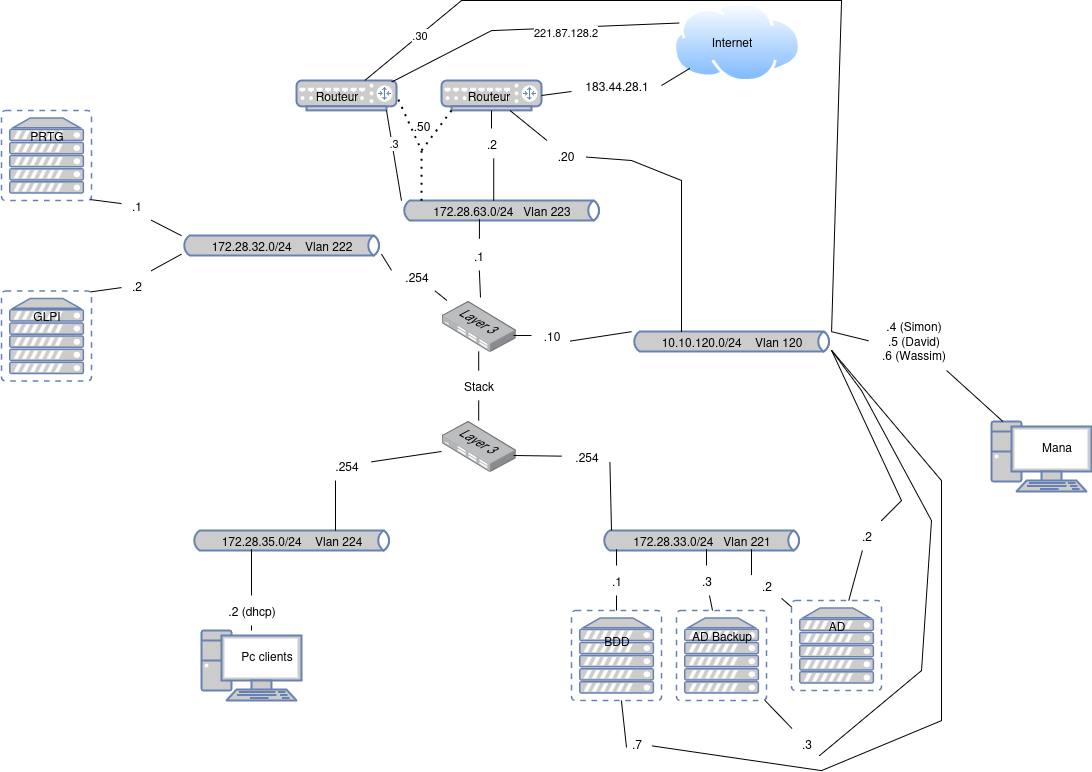 .30
221.87.128.2
Internet
Routeur
Routeur
183.44.28.1
.50
.3
.2
.20
PRTG
.1
172.28.63.0/24 Vlan 223
172.28.32.0/24 Vlan 222
.1
.254
.2
GLPI
Layer 3
.10
10.10.120.0/24 Vlan 120
.4 (Simon)
.5 (David)
.6 (Wassim)
Stack
Layer 3
Mana
.254
.254
172.28.35.0/24 Vlan 224
172.28.33.0/24 Vlan 221
.2
.1
.3
.2
.2 (dhcp)
BDD
AD Backup
AD
Pc clients
.7
.3